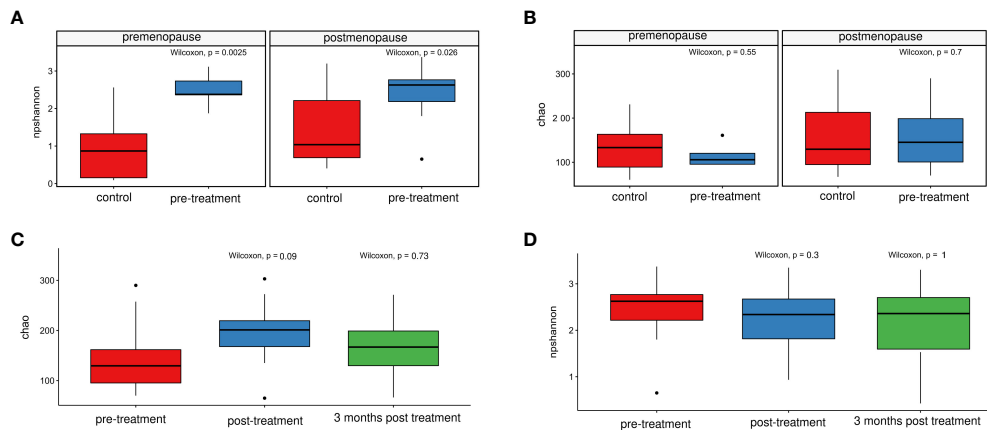 A
premenopause
postmenopause
Wilcoxon, p = 0.0025
Wilcoxon, p = 0.026
npshannon
3
2
1
0
control
pre-treatment
control
pre-treatment
B
premenopause
postmenopause
Wilcoxon, p = 0.55
Wilcoxon, p = 0.7
chao
300
2 00
100
control
pre-treatment
control
pre-treatment
C
Wilcoxon, p = 0.09
Wilcoxon, p = 0.73
chao
300
200
100
pre-treatment
post-treatment
3 months post treatment
D
Wilcoxon, p = 0.3
Wilcoxon, p = 1
npshannon
3
2
1
pre-treatment
post-treatment
3 months post treatment